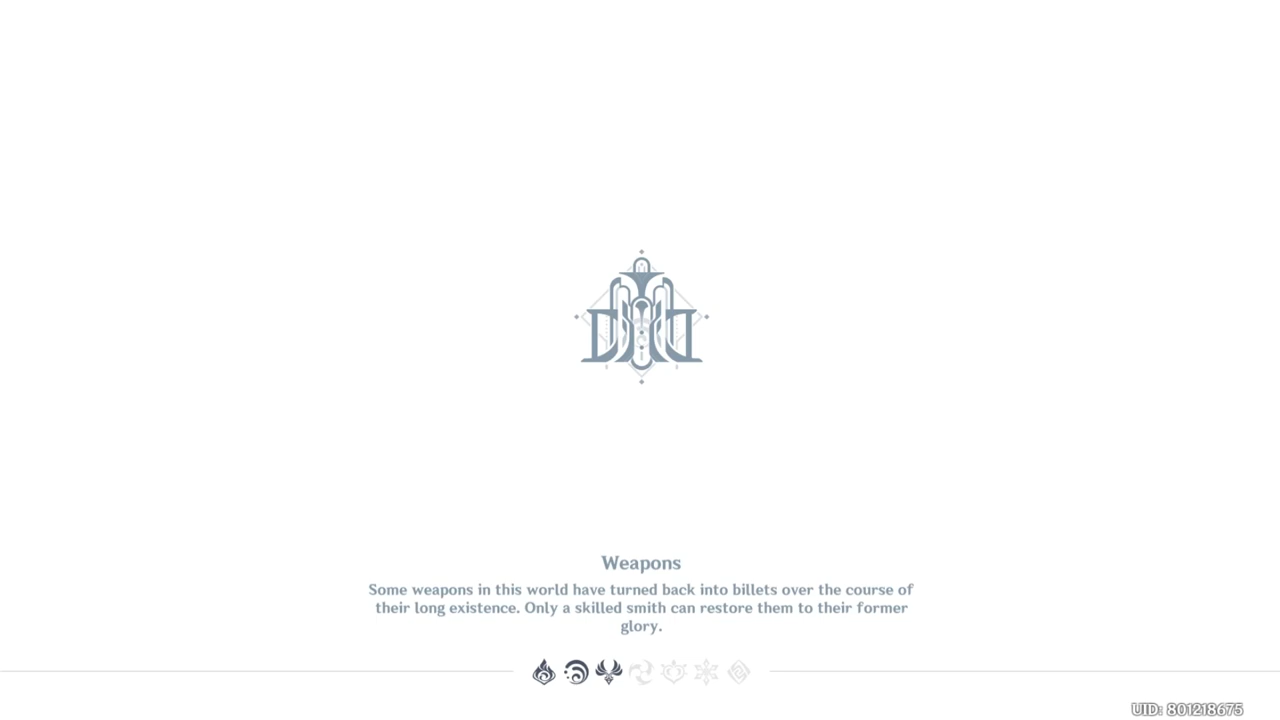 Weapons
Some weapons in this world have turned back into billets over the course of
their long existence. Only a skilled smith can restore them to their former
glory.
UID: 801218675